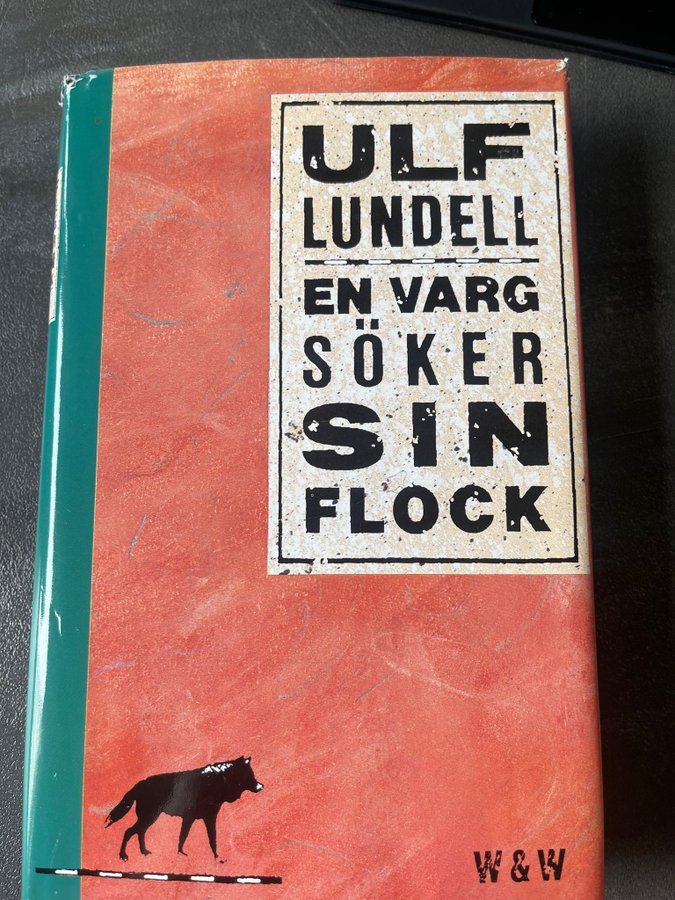 ULF
LUNDELL
EN VARG
SÖKER
SIN
FLOCK
W & W